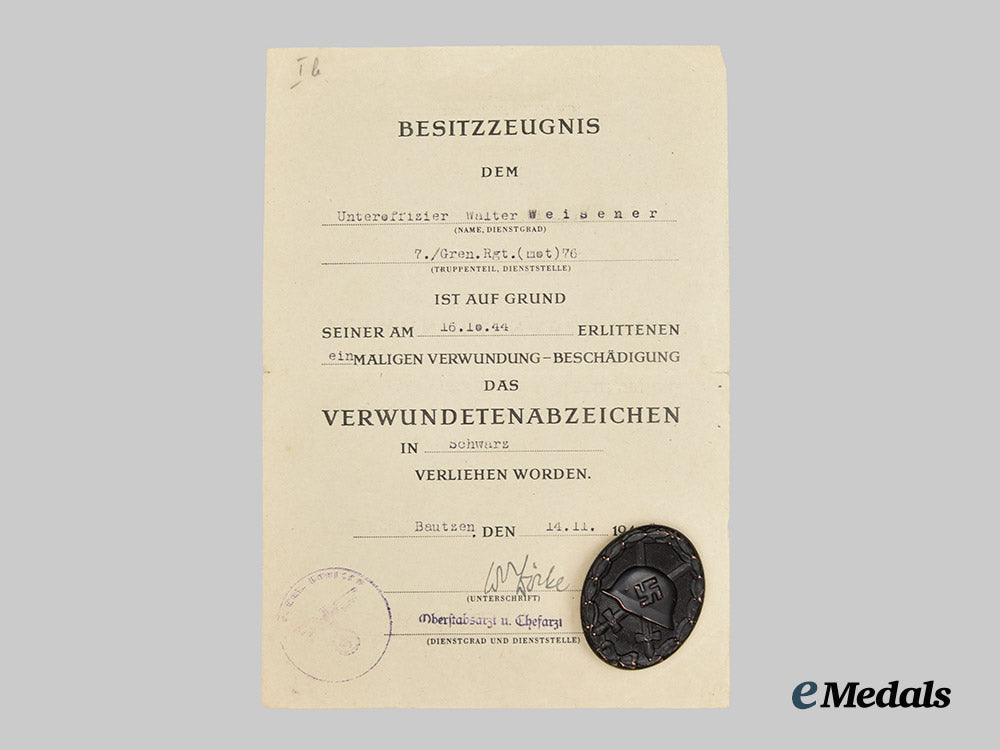 I b
BESITZZEUGNIS
DEM
Unteroffizier Walter Weißener
(NAME, DIENSTGRAD)
7./Gren.Rgt.(mot)76
(TRUPPENTEIL, DIENSTSTELLE)
IST AUF GRUND
SEINER AM 16.10.44 ERLITTENEN
einMALIGEN VERWUNDUNG–BESCHÄDIGUNG
DAS
VERWUNDETENABZEICHEN
IN Schwarz
VERLIEHEN WORDEN.
Bautzen, DEN 14.11. 194
(UNTERSCHRIFT)
Oberstabsarzt u. Chefarzt
(DIENSTGRAD UND DIENSTSTELLE)
eMedals